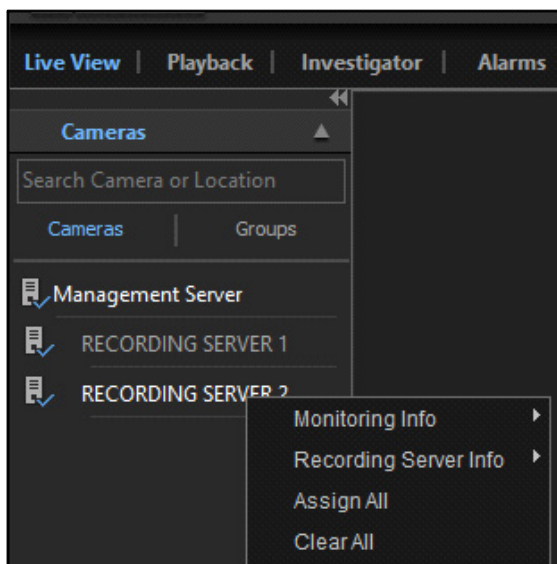 Live View | Playback | Investigator | Alarms
Cameras
Search Camera or Location
Cameras | Groups
Management Server
RECORDING SERVER 1
RECORDING SERVER 2
Monitoring Info
Recording Server Info
Assign All
Clear All